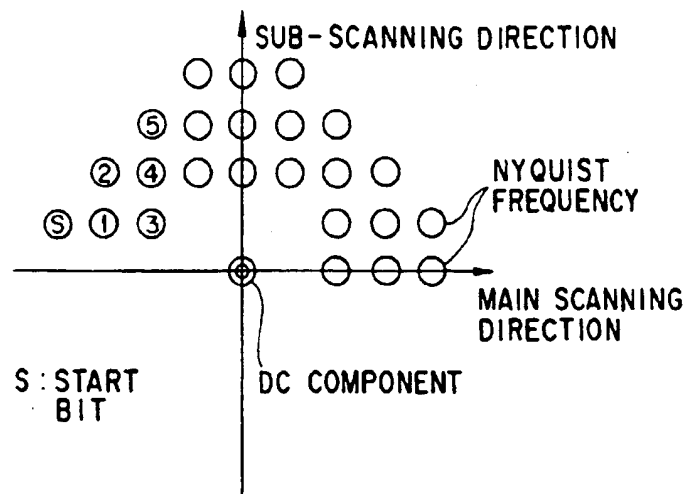 SUB-SCANNING DIRECTION
5
2 4
S 1 3
NYQUIST
FREQUENCY
MAIN SCANNING
DIRECTION
DC COMPONENT
S : START
BIT